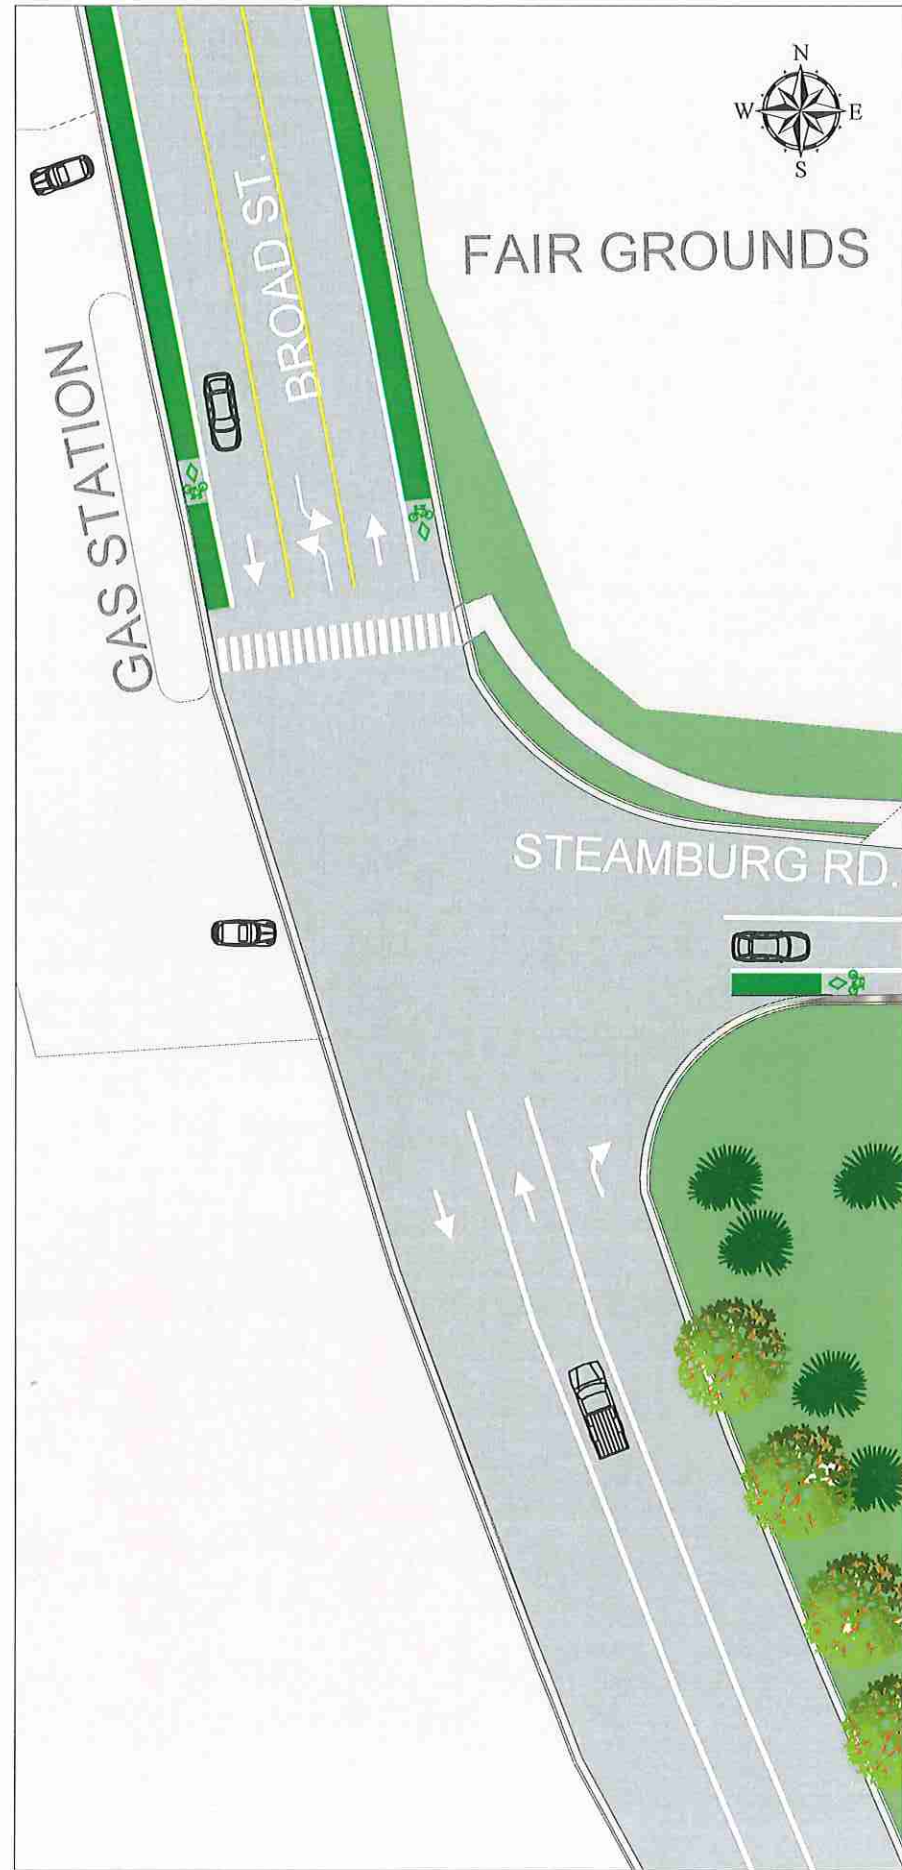 N
W E
S
FAIR GROUNDS
BROAD ST.
GAS STATION
STEAMBURG RD.